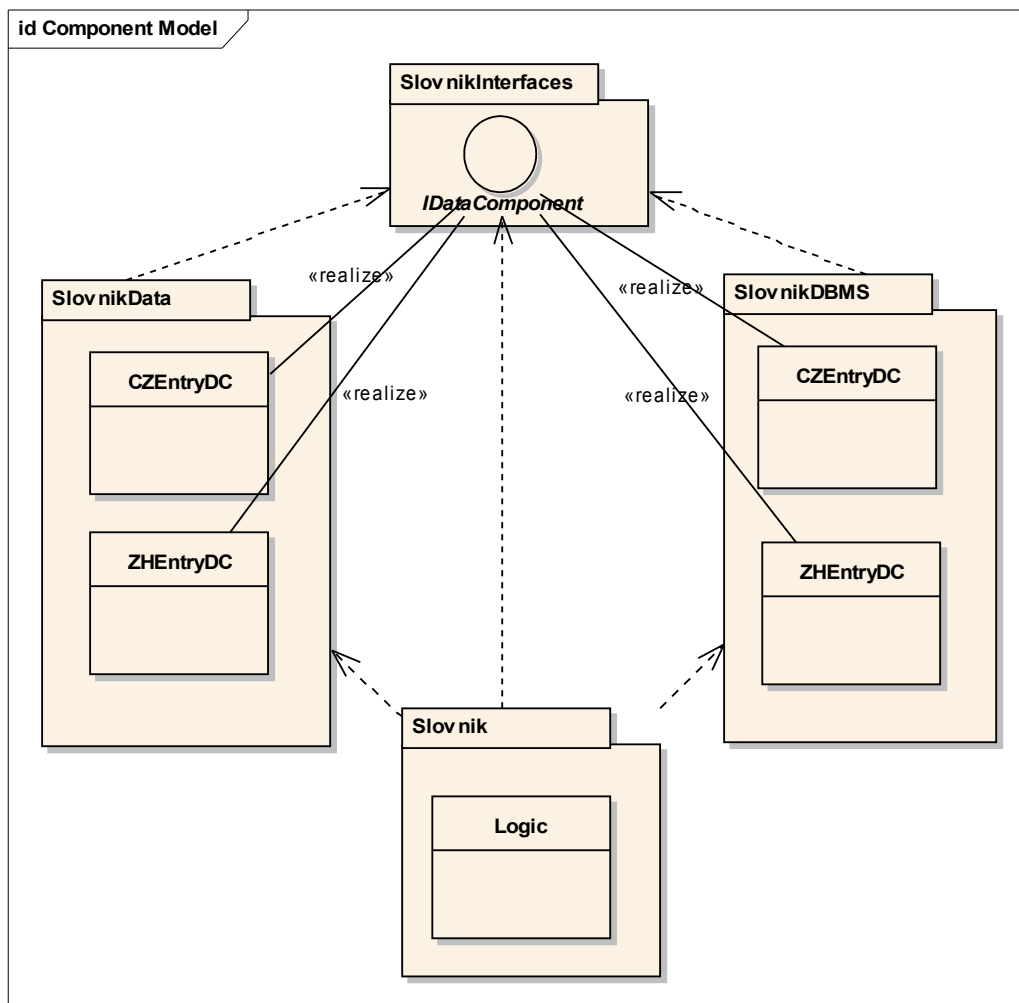 id Component Model
SlovnikInterfaces
IDataComponent
«realize»
«realize»
SlovnikData
SlovnikDBMS
CZEntryDC
CZEntryDC
«realize»
«realize»
ZHEntryDC
ZHEntryDC
Slovnik
Logic